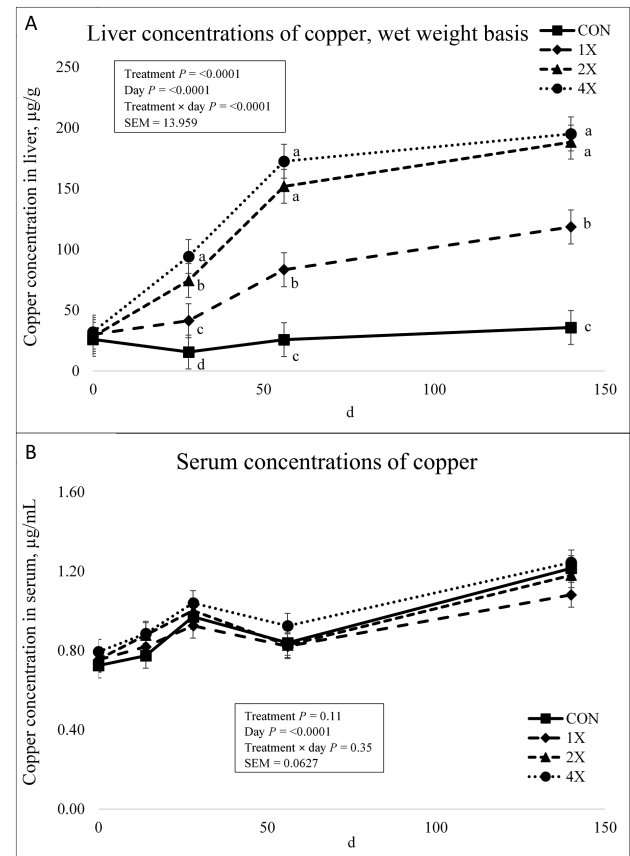 A
Liver concentrations of copper, wet weight basis
CON
1X
2X
4X
Treatment P = <0.0001
Day P = <0.0001
Treatment × day P = <0.0001
SEM = 13.959
Copper concentration in liver, µg/g
250
200
150
100
50
0
a
b
c
d
a
a
b
c
a
a
b
c
0
50
100
150
d
B
Serum concentrations of copper
Copper concentration in serum, µg/mL
1.60
1.20
0.80
0.40
0.00
Treatment P = 0.11
Day P = <0.0001
Treatment × day P = 0.35
SEM = 0.0627
CON
1X
2X
4X
0
50
100
150
d